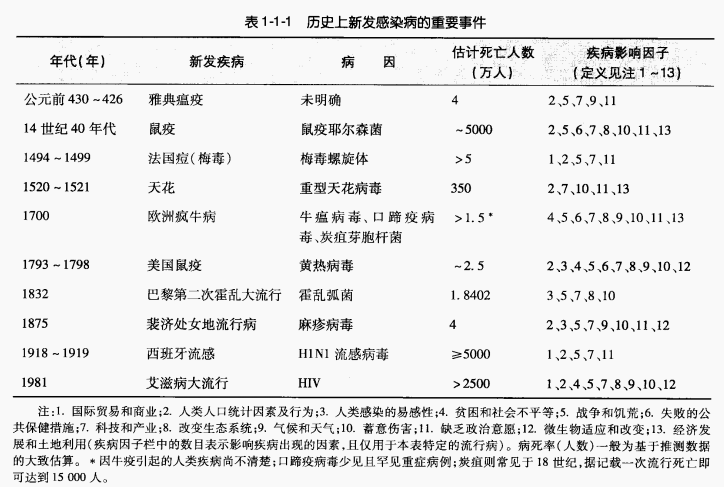 表 1-1-1 历史上新发感染病的重要事件
年代(年) 新发疾病 病 因 估计死亡人数(万人) 疾病影响因子(定义见注 1~13)
公元前 430~426 雅典瘟疫 未明确 4 2、5、7、9、11
14 世纪 40 年代 鼠疫 鼠疫耶尔森菌 ~5000 2、5、6、7、8、10、11、13
1494~1499 法国痘(梅毒) 梅毒螺旋体 >5 1、2、5、7、11
1520~1521 天花 重型天花病毒 350 2、7、10、11、13
1700 欧洲疯牛病 牛瘟病毒、口蹄疫病 >1.5* 4、5、6、7、8、9、10、11、13
毒、炭疽芽胞杆菌
1793~1798 美国鼠疫 黄热病毒 ~2.5 2、3、4、5、6、7、8、9、10、12
1832 巴黎第二次霍乱大流行 霍乱弧菌 1.8402 3、5、7、8、10
1875 裴济处女地流行病 麻疹病毒 4 2、3、5、7、9、10、11、12
1918~1919 西班牙流感 H1N1 流感病毒 ≥5000 1、2、5、7、11
1981 艾滋病大流行 HIV >2500 1、2、4、5、7、8、9、10、12
注:1. 国际贸易和商业;2. 人类人口统计因素及行为;3. 人类感染的易感性;4. 贫困和社会不平等;5. 战争和饥荒;6. 失败的公
共保健措施;7. 科技和产业;8. 改变生态系统;9. 气候和天气;10. 蓄意伤害;11. 缺乏政治意愿;12. 微生物适应和改变;13. 经济发
展和土地利用(疾病因子栏中的数目表示影响疾病出现的因素,且仅用于本表特定的流行病)。病死率(人数)一般为基于推测数据
的大致估算。*因牛疫引起的人类疾病尚不清楚;口蹄疫病毒少见且罕见重症病例;炭疽则常见于 18 世纪,据记载一次流行死亡即
可达到 15 000 人。